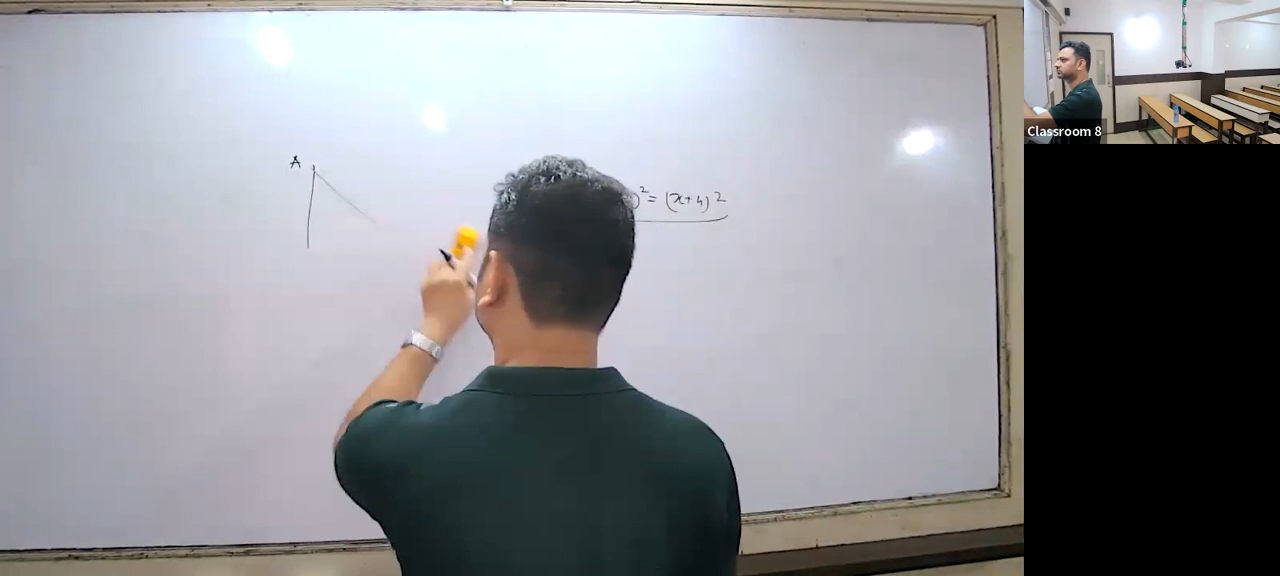 A
)² = (x+4)²
Classroom 8